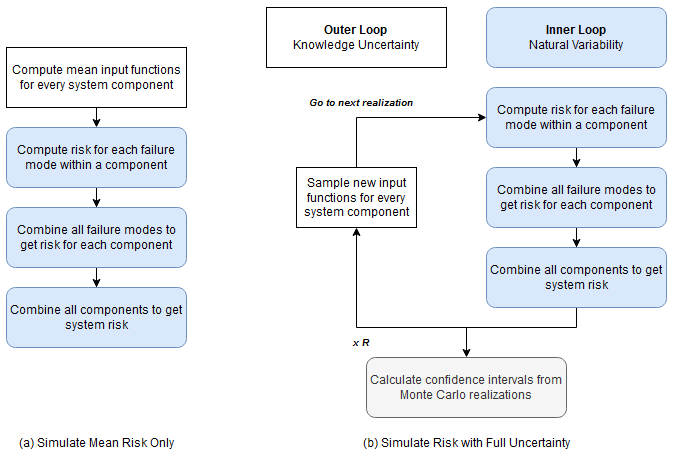 Compute mean input functions
for every system component
Compute risk for each failure
mode within a component
Combine all failure modes to
get risk for each component
Combine all components to get
system risk
(a) Simulate Mean Risk Only
Outer Loop
Knowledge Uncertainty
Inner Loop
Natural Variability
Go to next realization
Compute risk for each failure
mode within a component
Sample new input
functions for every
system component
Combine all failure modes to
get risk for each component
Combine all components to get
system risk
x R
Calculate confidence intervals from
Monte Carlo realizations
(b) Simulate Risk with Full Uncertainty